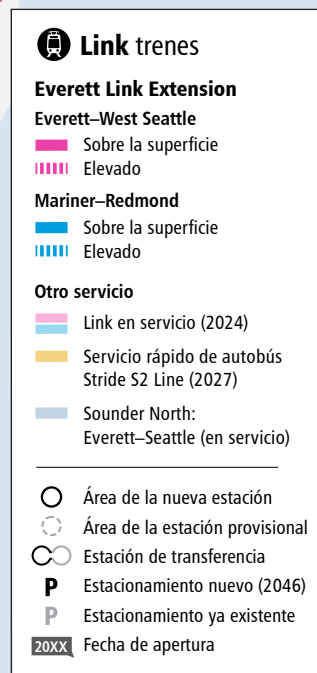 Link trenes
Everett Link Extension
Everett–West Seattle
Sobre la superficie
Elevado
Mariner–Redmond
Sobre la superficie
Elevado
Otro servicio
Link en servicio (2024)
Servicio rápido de autobús
Stride S2 Line (2027)
Sounder North:
Everett–Seattle (en servicio)
Área de la nueva estación
Área de la estación provisional
Estación de transferencia
P Estacionamiento nuevo (2046)
P Estacionamiento ya existente
20XX Fecha de apertura